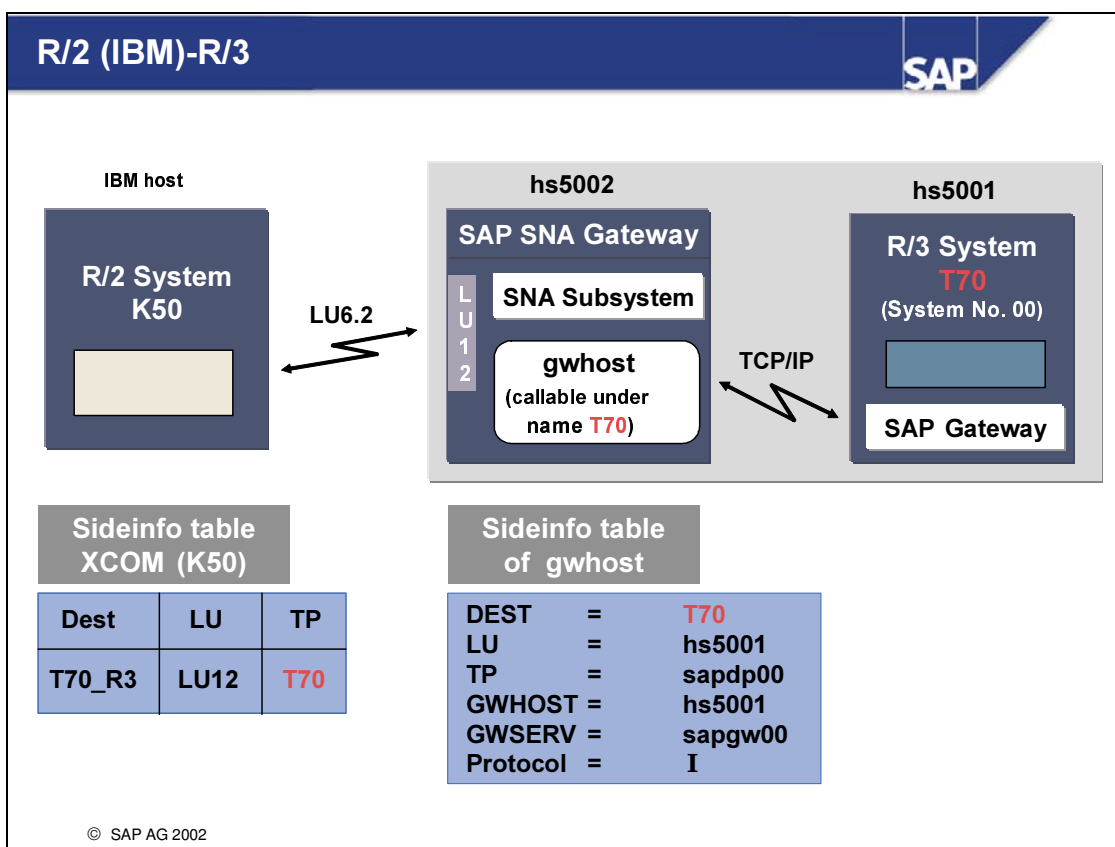 R/2 (IBM)-R/3
SAP
IBM host
R/2 System
K50
LU6.2
hs5002
SAP SNA Gateway
LU12
SNA Subsystem
gwhost
(callable under
name T70)
TCP/IP
hs5001
R/3 System
T70
(System No. 00)
SAP Gateway
Sideinfo table
XCOM (K50)
Dest LU TP
T70_R3 LU12 T70
Sideinfo table
of gwhost
DEST = T70
LU = hs5001
TP = sapdp00
GWHOST = hs5001
GWSERV = sapgw00
Protocol = I
© SAP AG 2002